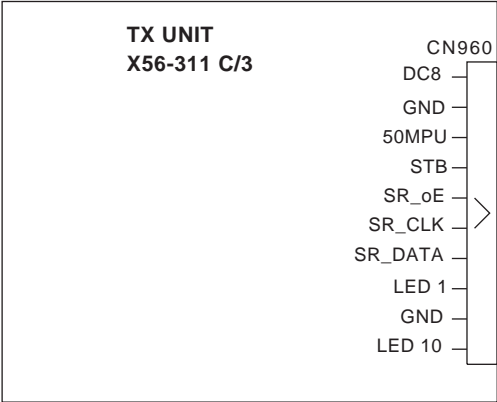 TX UNIT
X56-311 C/3
CN960
DC8
GND
50MPU
STB
SR_oE
SR_CLK
SR_DATA
LED 1
GND
LED 10